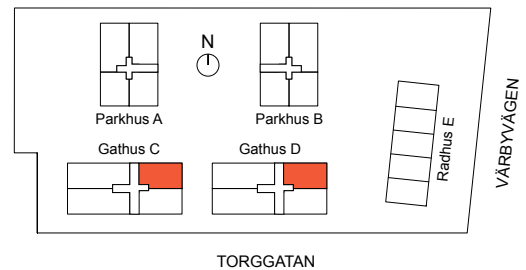 N
Parkhus A
Parkhus B
Gathus C
Gathus D
Radhus E
VÄRBYVÄGEN
TORGGATAN